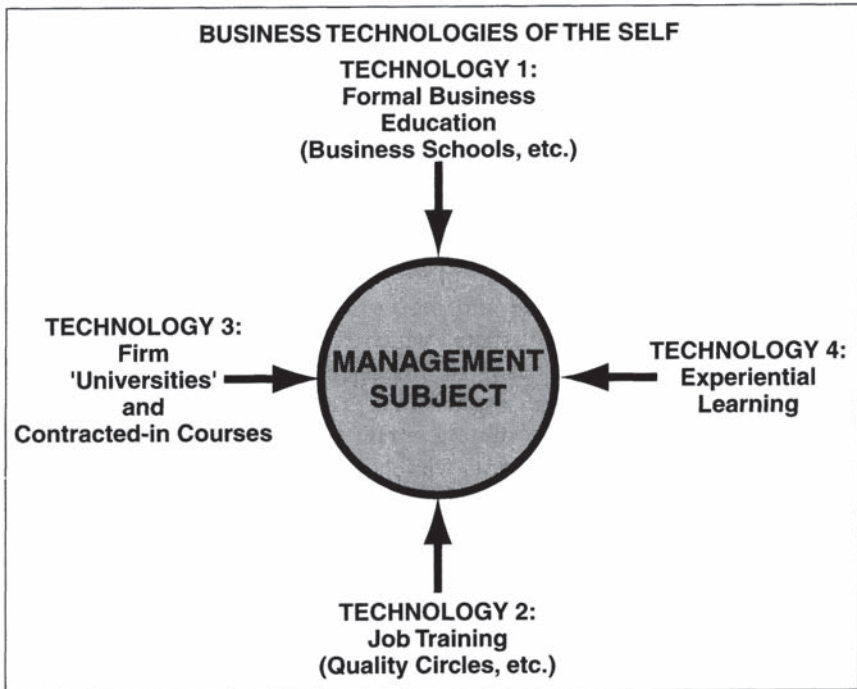 BUSINESS TECHNOLOGIES OF THE SELF
TECHNOLOGY 1:
Formal Business
Education
(Business Schools, etc.)
TECHNOLOGY 3:
Firm
'Universities'
and
Contracted-in Courses
MANAGEMENT
SUBJECT
TECHNOLOGY 4:
Experiential
Learning
TECHNOLOGY 2:
Job Training
(Quality Circles, etc.)